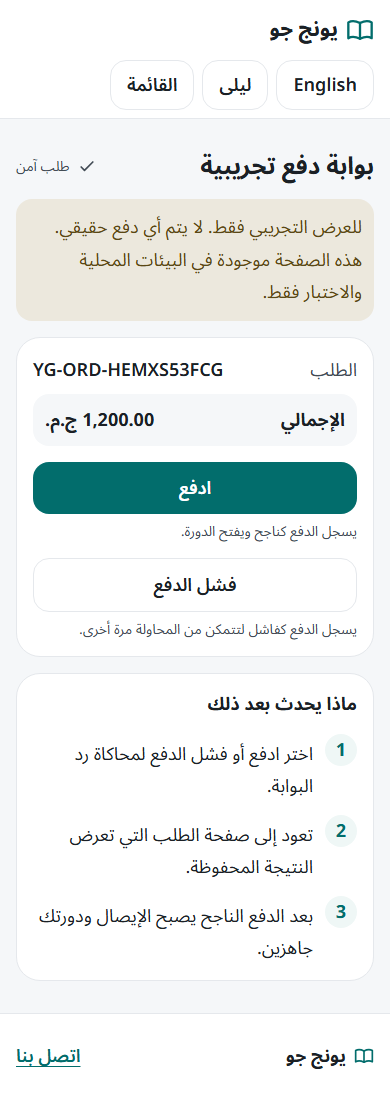 يونج جو
English
ليلى
القائمة
بوابة دفع تجريبية
طلب آمن
للعرض التجريبي فقط. لا يتم أي دفع حقيقي.
هذه الصفحة موجودة في البيئات المحلية
والاختبار فقط.
الطلب
YG-ORD-HEMXS53FCG
الإجمالي
1,200.00 ج.م.
ادفع
يسجل الدفع كناجح ويفتح الدورة.
فشل الدفع
يسجل الدفع كفاشل لتتمكن من المحاولة مرة أخرى.
ماذا يحدث بعد ذلك
1 اختر ادفع أو فشل الدفع لمحاكاة رد
البوابة.
2 تعود إلى صفحة الطلب التي تعرض
النتيجة المحفوظة.
3 بعد الدفع الناجح يصبح الإيصال ودورتك
جاهزين.
يونج جو
اتصل بنا